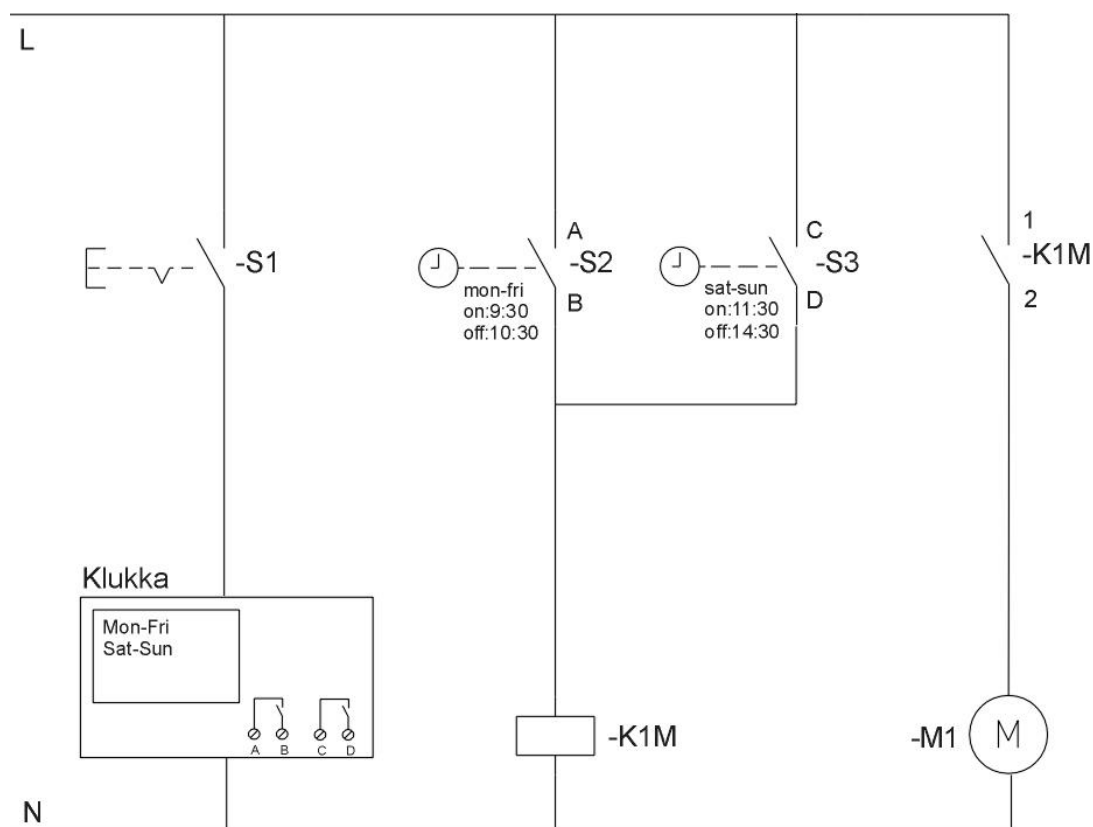 L
-S1
A
-S2
B
mon-fri
on:9:30
off:10:30
C
-S3
D
sat-sun
on:11:30
off:14:30
1
-K1M
2
Klukka
Mon-Fri
Sat-Sun
A B C D
-K1M
-M1
M
N